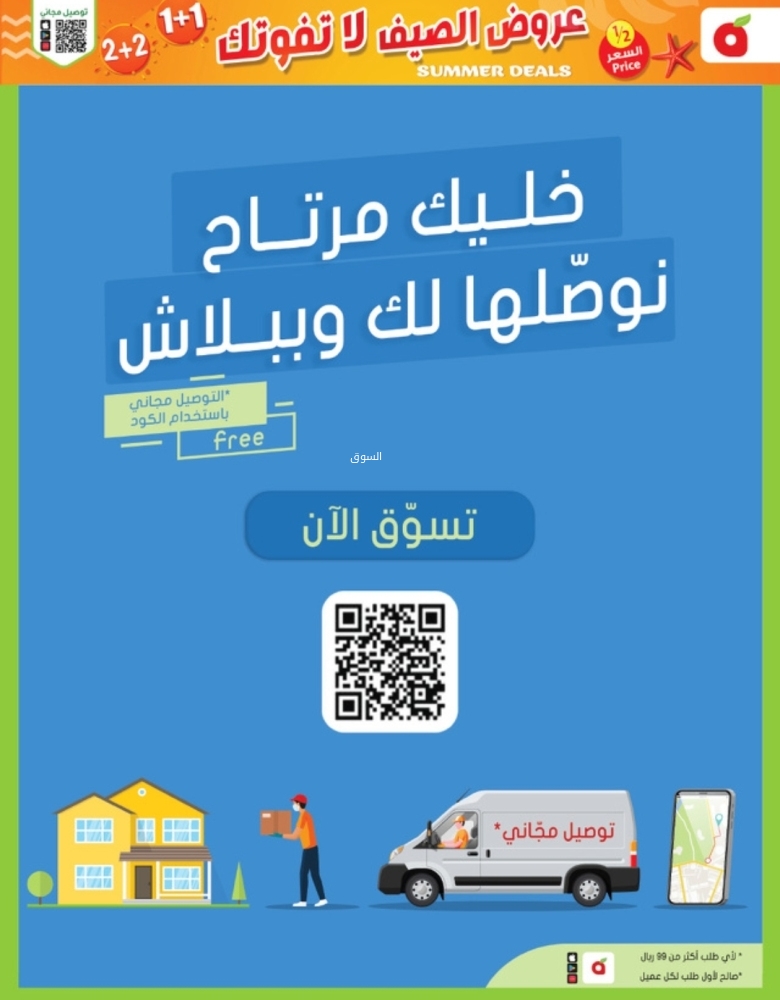 توصيل مجاني
2+2
1+1
عروض الصيف لا تفوتك
SUMMER DEALS
1/2
السعر
Price
خليك مرتاح
نوصّلها لك وببلاش
*التوصيل مجاني
باستخدام الكود
free
السوق
تسوّق الآن
توصيل مجّاني*
* لأي طلب أكثر من 99 ريال
*صالح لأول طلب لكل عميل